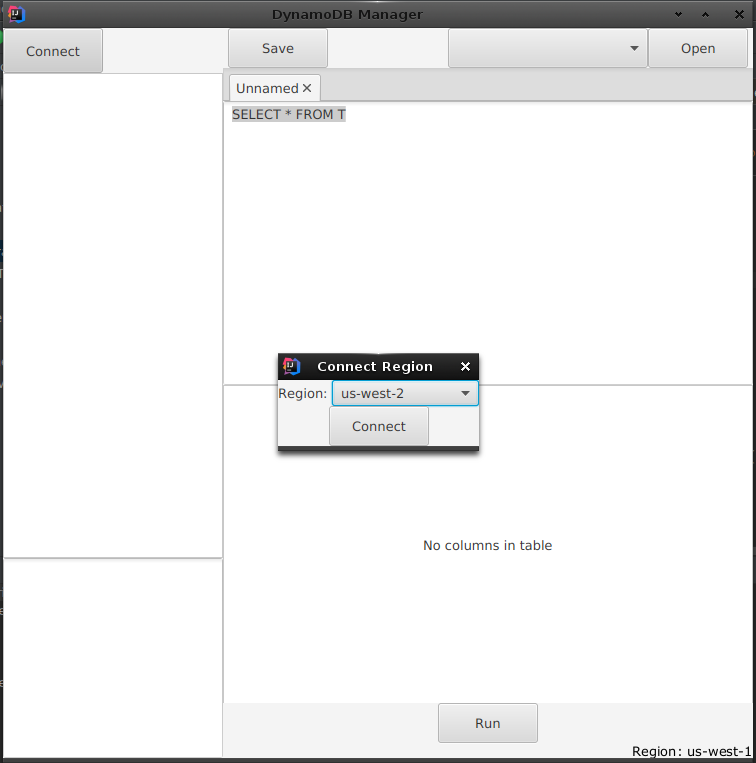 DynamoDB Manager
Connect
Save
Open
Unnamed
SELECT * FROM T
Connect Region
Region: us-west-2
Connect
No columns in table
Run
Region: us-west-1